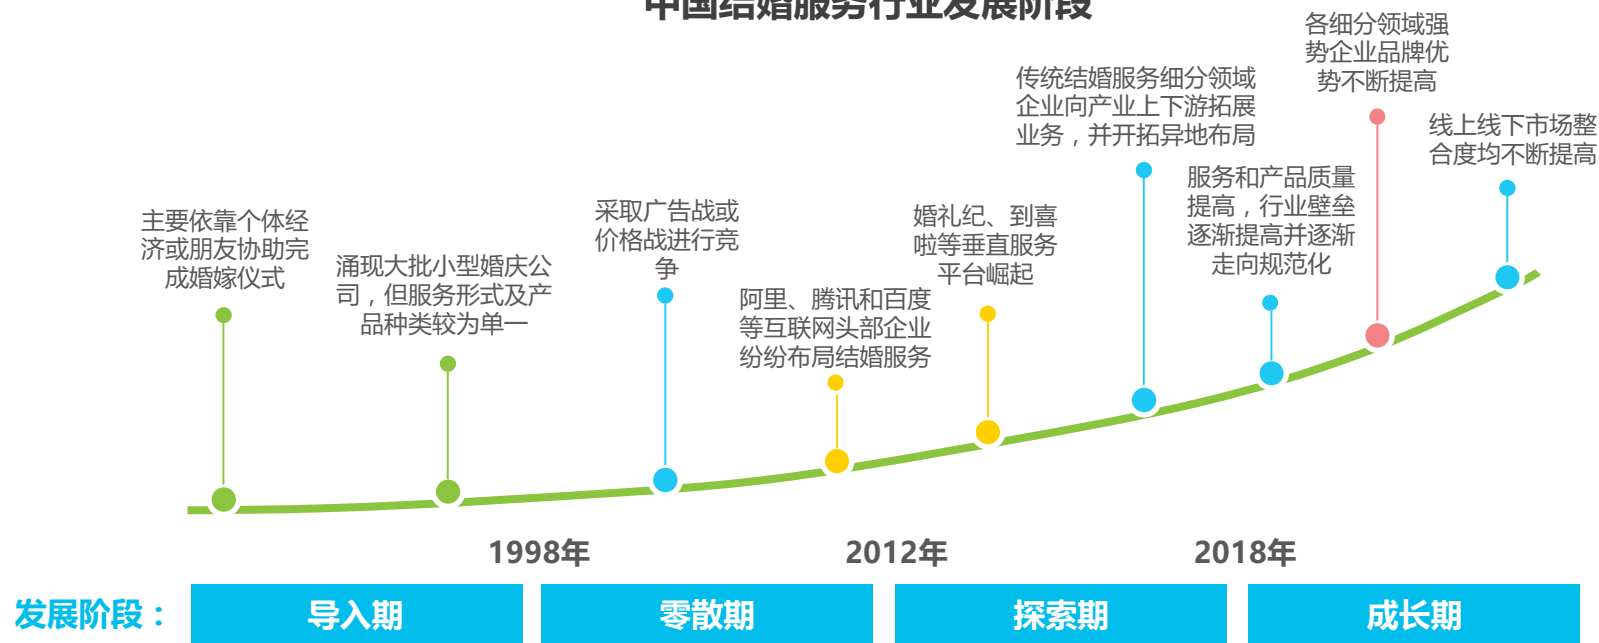 中国结婚服务行业发展阶段
主要依靠个体经
济或朋友协助完
成婚嫁仪式
涌现大批小型婚庆公
司，但服务形式及产
品种类较为单一
采取广告战或
价格战进行竞
争
阿里、腾讯和百度
等互联网头部企业
纷纷布局结婚服务
婚礼纪、到喜
啦等垂直服务
平台崛起
传统结婚服务细分领域
企业向产业上下游拓展
业务，并开拓异地布局
服务和产品质量
提高，行业壁垒
逐渐提高并逐渐
走向规范化
各细分领域强
势企业品牌优
势不断提高
线上线下市场整
合度均不断提高
1998年
2012年
2018年
发展阶段：
导入期
零散期
探索期
成长期